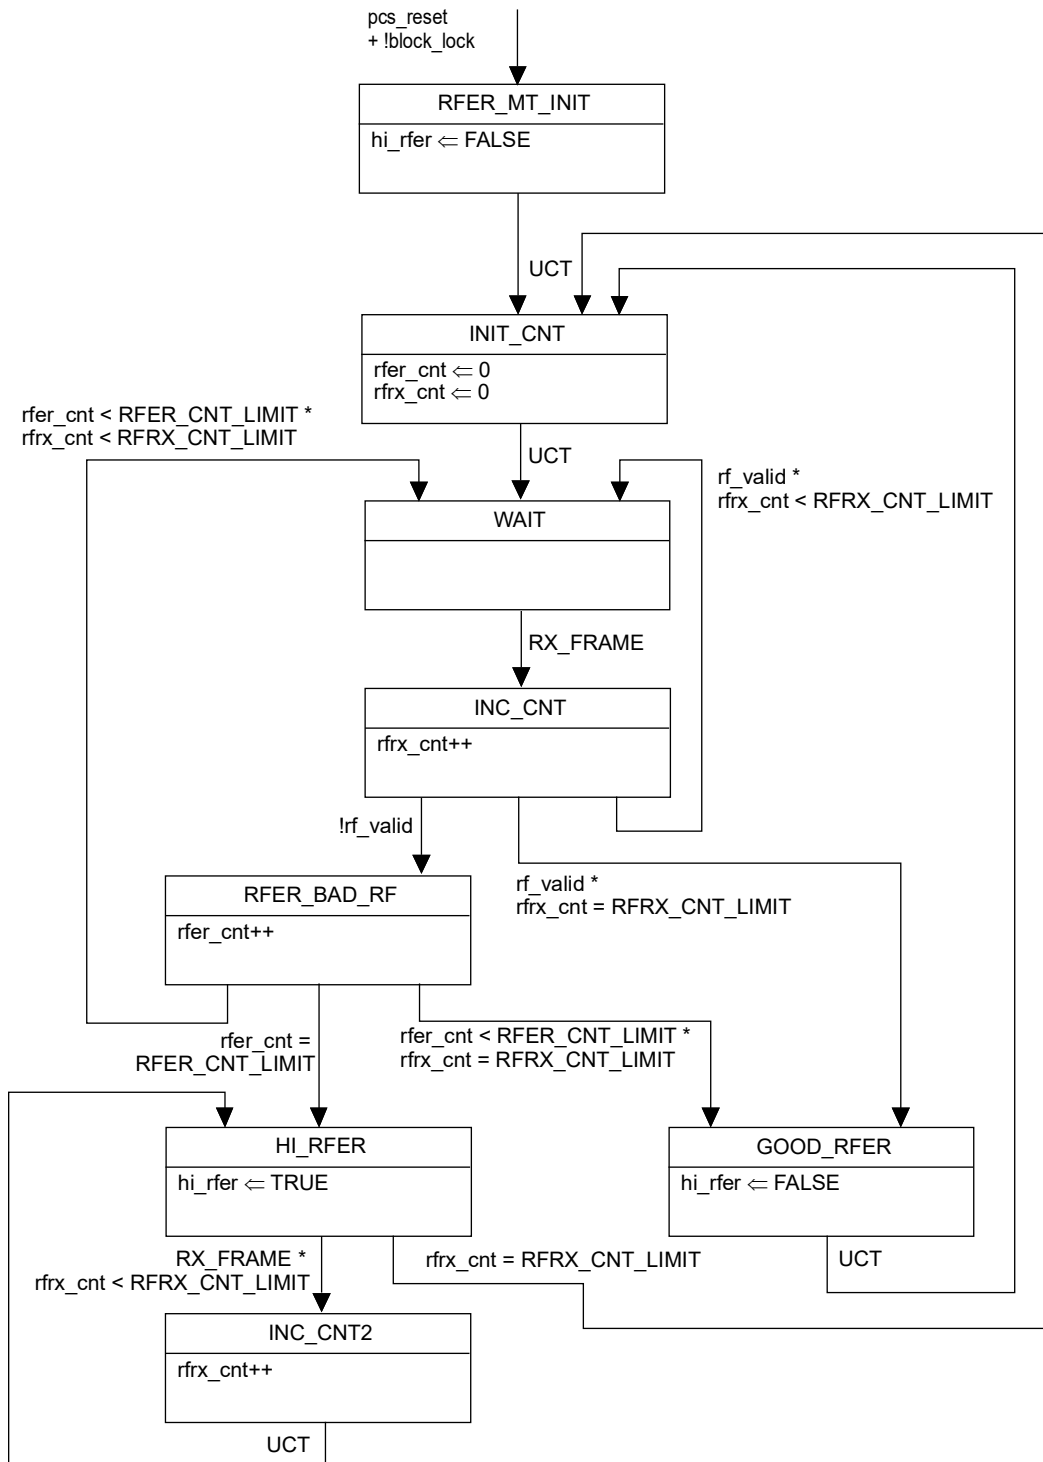 pcs_reset
+ !block_lock
RFER_MT_INIT
hi_rfer ⇐ FALSE
UCT
INIT_CNT
rfer_cnt ⇐ 0
rfrx_cnt ⇐ 0
rfer_cnt < RFER_CNT_LIMIT *
rfrx_cnt < RFRX_CNT_LIMIT
UCT
rf_valid *
rfrx_cnt < RFRX_CNT_LIMIT
WAIT
RX_FRAME
INC_CNT
rfrx_cnt++
!rf_valid
rf_valid *
rfrx_cnt = RFRX_CNT_LIMIT
RFER_BAD_RF
rfer_cnt++
rfer_cnt =
RFER_CNT_LIMIT
rfer_cnt < RFER_CNT_LIMIT *
rfrx_cnt = RFRX_CNT_LIMIT
HI_RFER
hi_rfer ⇐ TRUE
GOOD_RFER
hi_rfer ⇐ FALSE
RX_FRAME *
rfrx_cnt < RFRX_CNT_LIMIT
rfrx_cnt = RFRX_CNT_LIMIT
UCT
INC_CNT2
rfrx_cnt++
UCT